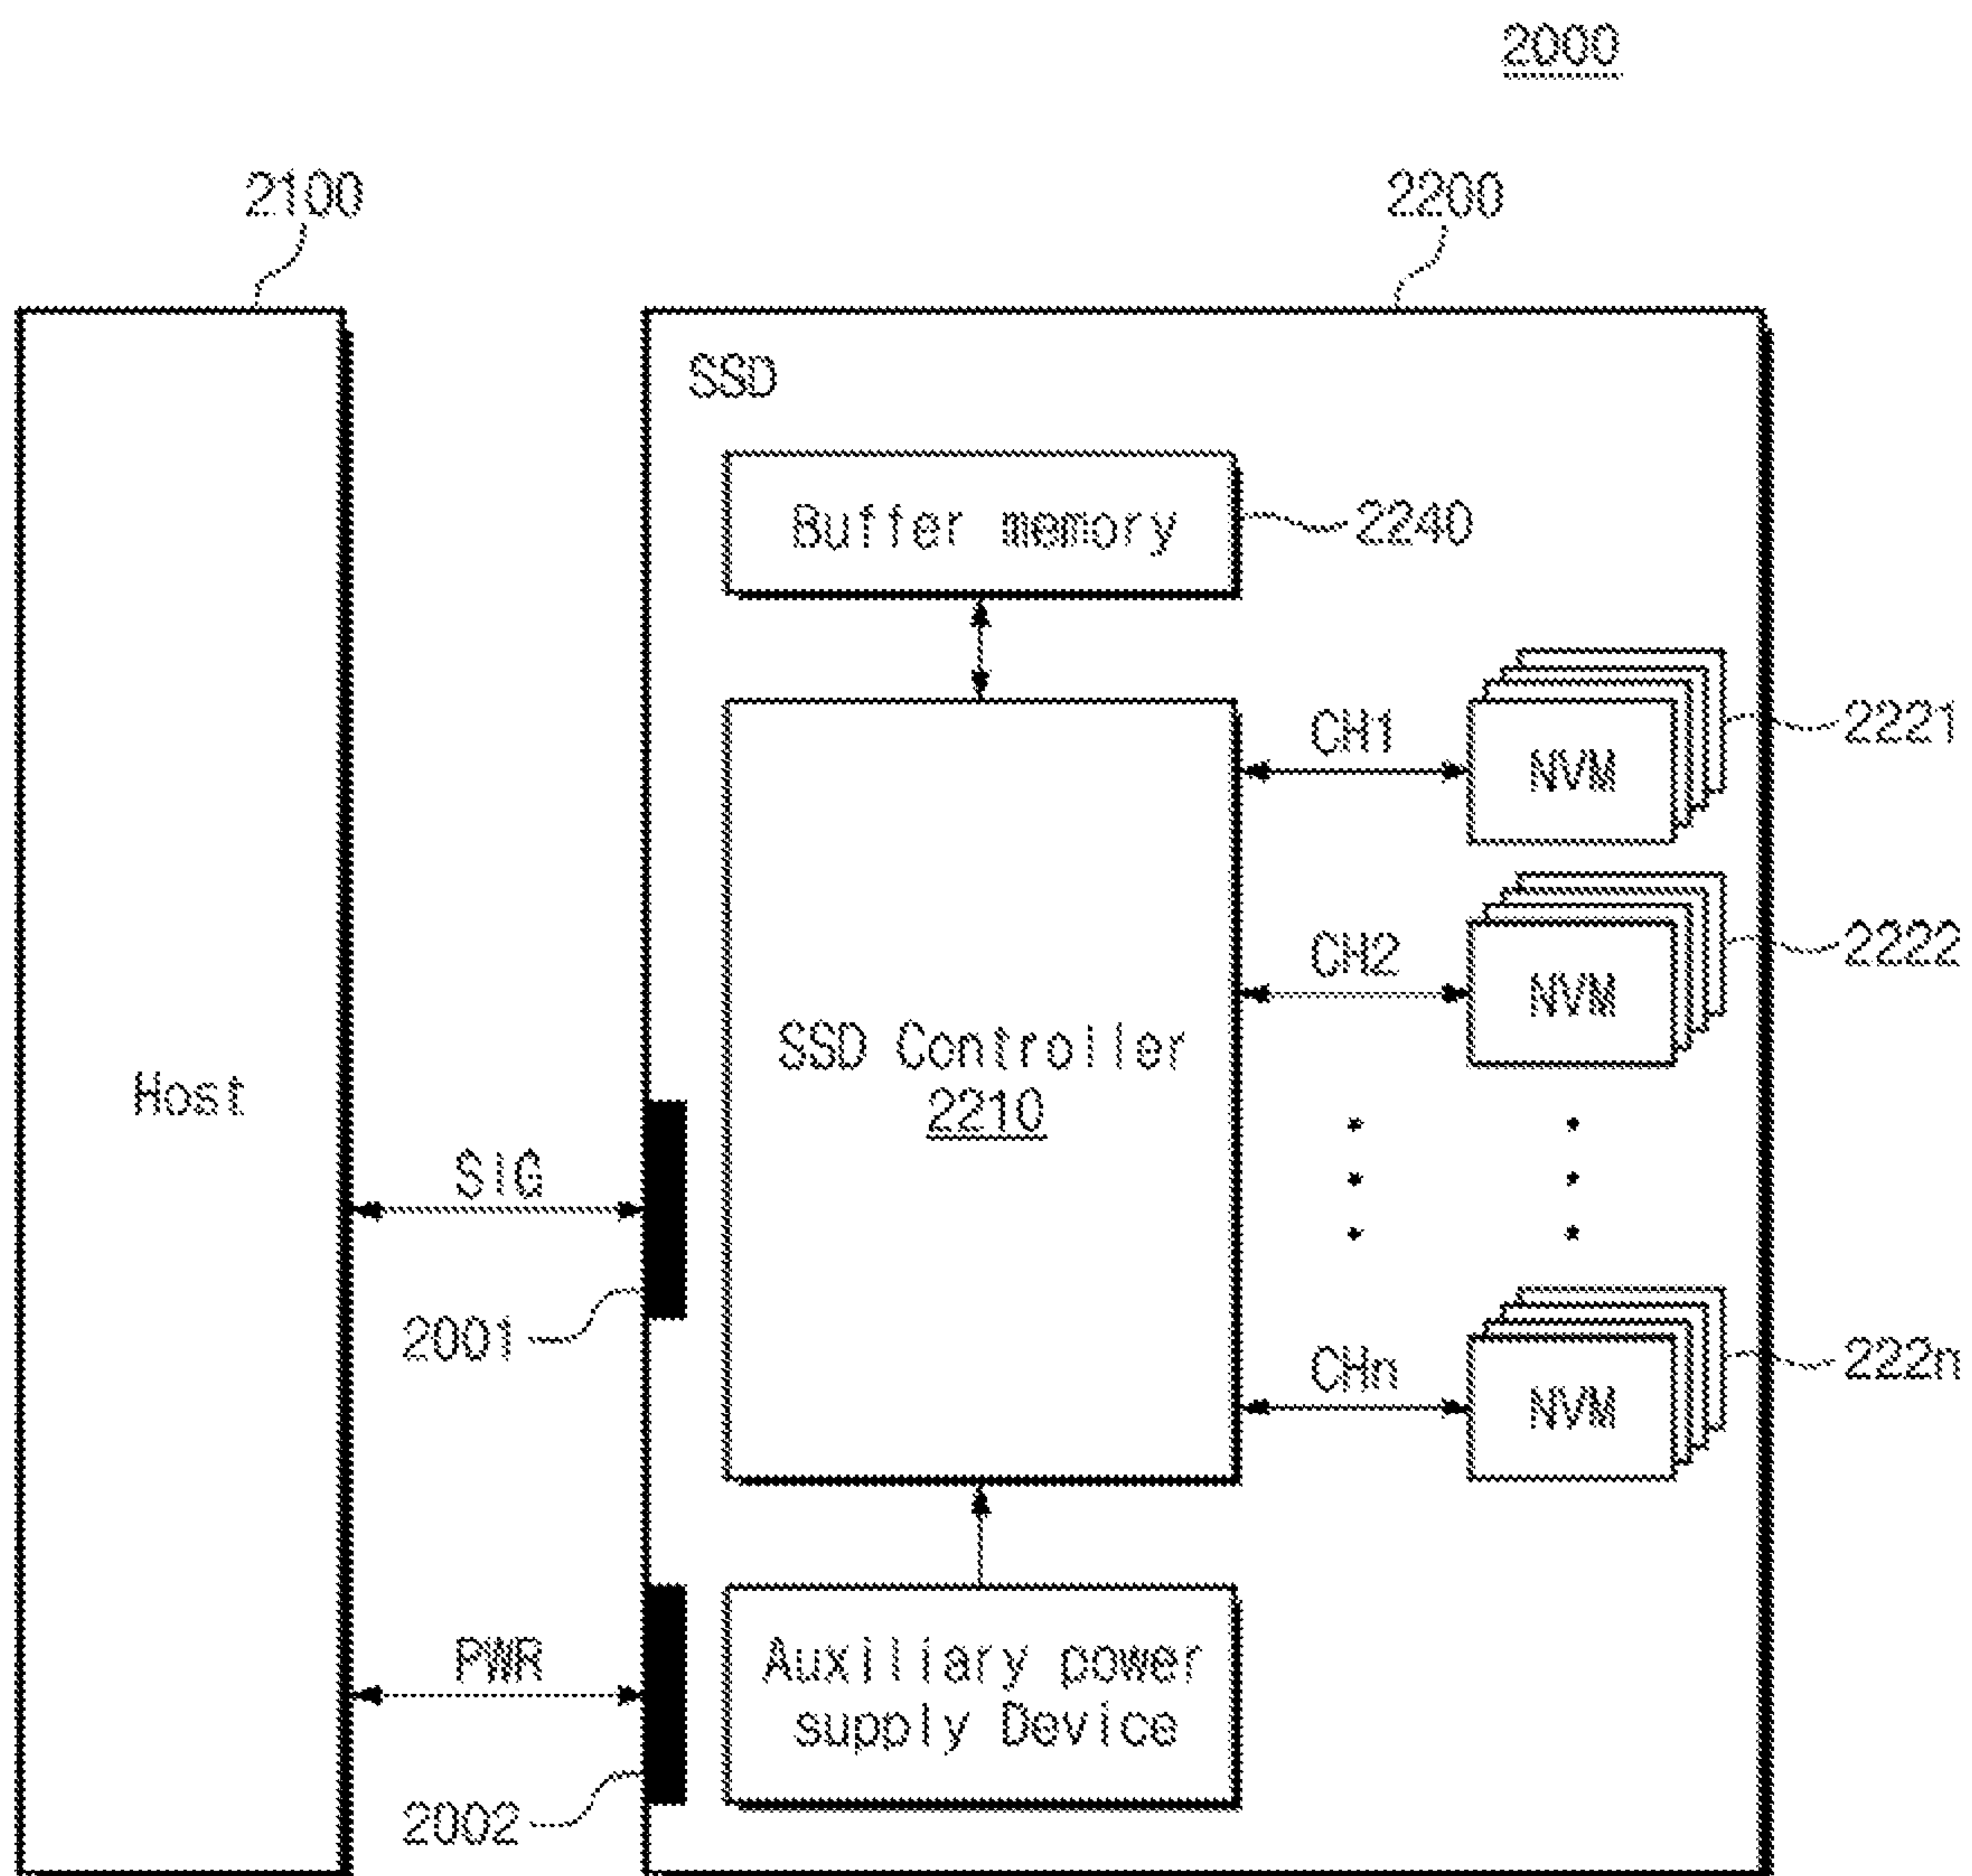 2000
2100
2200
SSD
Buffer memory
2240
CH1
NVM
2221
CH2
NVM
2222
SSD Controller
2210
Host
SIG
2001
CHn
NVM
222n
PWR
Auxiliary power
supply Device
2002